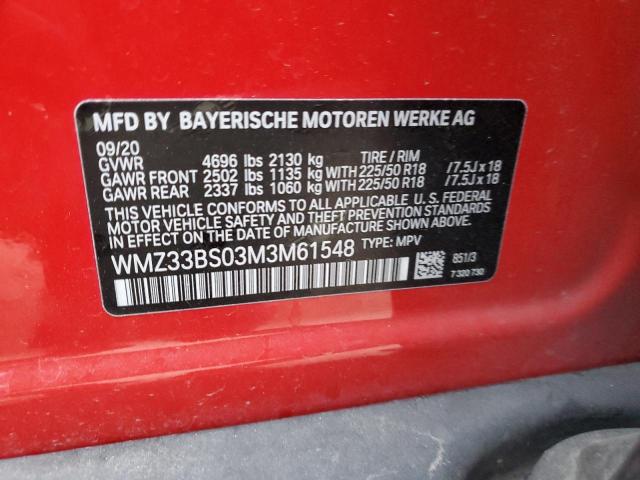 MFD BY BAYERISCHE MOTOREN WERKE AG
09/20
GVWR 4696 lbs 2130 kg TIRE / RIM
GAWR FRONT 2502 lbs 1135 kg WITH 225/50 R18 /7.5J x 18
GAWR REAR 2337 lbs 1060 kg WITH 225/50 R18 /7.5J x 18
THIS VEHICLE CONFORMS TO ALL APPLICABLE U.S. FEDERAL
MOTOR VEHICLE SAFETY AND THEFT PREVENTION STANDARDS
IN EFFECT ON THE DATE OF MANUFACTURE SHOWN ABOVE.
WMZ33BS03M3M61548 TYPE: MPV
851/3
7 320 730